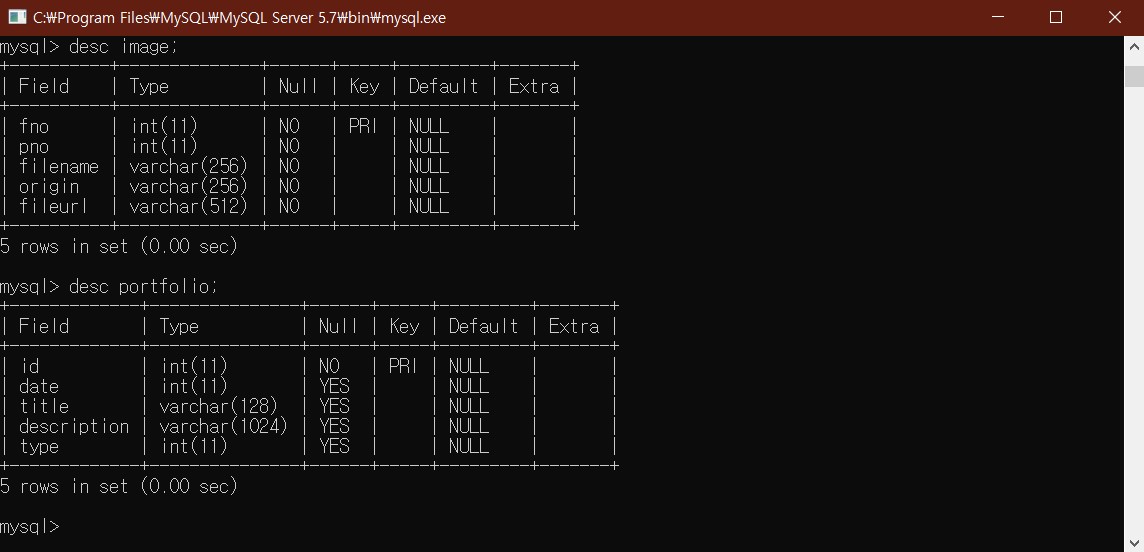 C:₩Program Files₩MySQL₩MySQL Server 5.7₩bin₩mysql.exe
mysql> desc image;
+----------+--------------+------+-----+---------+-------+
| Field    | Type         | Null | Key | Default | Extra |
+----------+--------------+------+-----+---------+-------+
| fno      | int(11)      | NO   | PRI | NULL    |       |
| pno      | int(11)      | NO   |     | NULL    |       |
| filename | varchar(256) | NO   |     | NULL    |       |
| origin   | varchar(256) | NO   |     | NULL    |       |
| fileurl  | varchar(512) | NO   |     | NULL    |       |
+----------+--------------+------+-----+---------+-------+
5 rows in set (0.00 sec)
mysql> desc portfolio;
+-------------+---------------+------+-----+---------+-------+
| Field       | Type          | Null | Key | Default | Extra |
+-------------+---------------+------+-----+---------+-------+
| id          | int(11)       | NO   | PRI | NULL    |       |
| date        | int(11)       | YES  |     | NULL    |       |
| title       | varchar(128)  | YES  |     | NULL    |       |
| description | varchar(1024) | YES  |     | NULL    |       |
| type        | int(11)       | YES  |     | NULL    |       |
+-------------+---------------+------+-----+---------+-------+
5 rows in set (0.00 sec)
mysql>